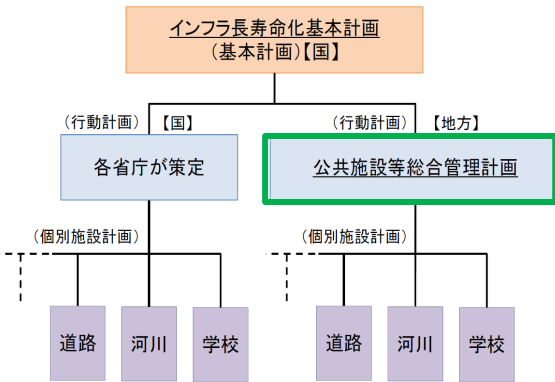 インフラ長寿命化基本計画
(基本計画)【国】
(行動計画) 【国】
(行動計画) 【地方】
各省庁が策定
公共施設等総合管理計画
(個別施設計画)
(個別施設計画)
道路
河川
学校
道路
河川
学校